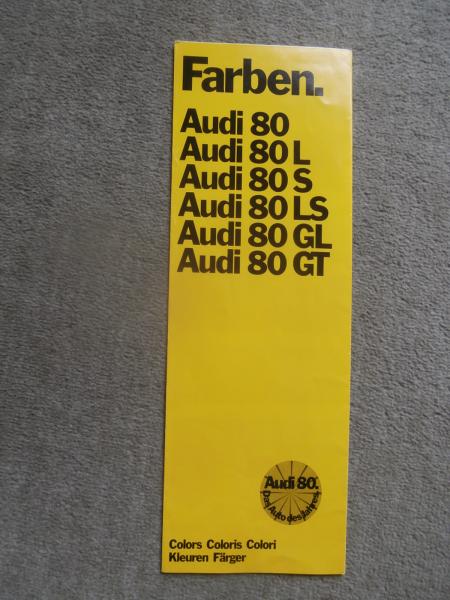 Farben.
Audi 80
Audi 80 L
Audi 80 S
Audi 80 LS
Audi 80 GL
Audi 80 GT
Audi 80.
Das Auto des Jahres.
Colors Coloris Colori
Kleuren Färger